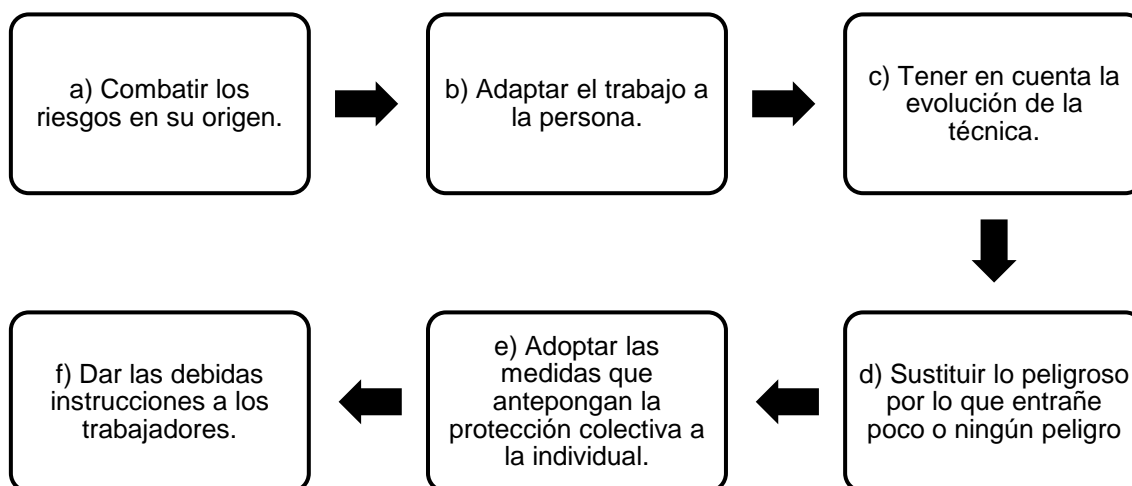 a) Combatir los
riesgos en su origen.
b) Adaptar el trabajo a
la persona.
c) Tener en cuenta la
evolución de la
técnica.
d) Sustituir lo peligroso
por lo que entrañe
poco o ningún peligro
e) Adoptar las
medidas que
antepongan la
protección colectiva a
la individual.
f) Dar las debidas
instrucciones a los
trabajadores.